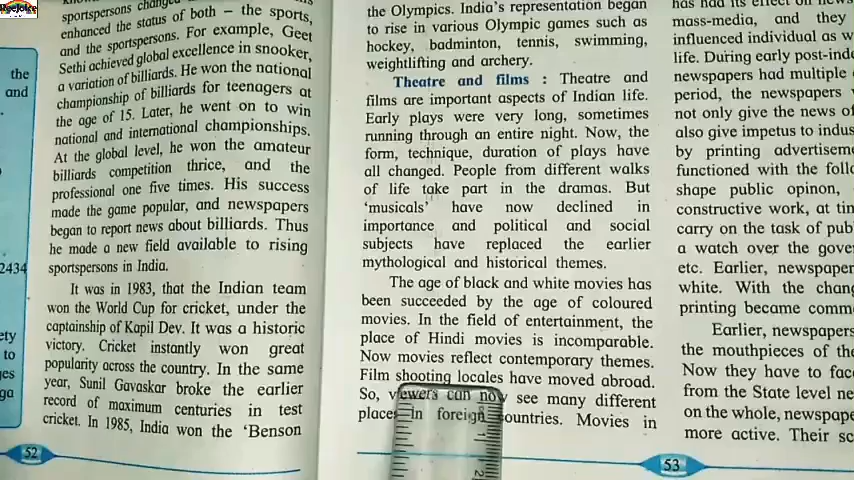 Rejoice
the
and
2434
ety
to
ges
ga
sportspersons changed
enhanced the status of both – the sports,
and the sportspersons. For example, Geet
Sethi achieved global excellence in snooker,
a variation of billiards. He won the national
championship of billiards for teenagers at
the age of 15. Later, he went on to win
national and international championships.
At the global level, he won the amateur
billiards competition thrice, and the
professional one five times. His success
made the game popular, and newspapers
began to report news about billiards. Thus
he made a new field available to rising
sportspersons in India.
It was in 1983, that the Indian team
won the World Cup for cricket, under the
captainship of Kapil Dev. It was a historic
victory. Cricket instantly won great
popularity across the country. In the same
year, Sunil Gavaskar broke the earlier
record of maximum centuries in test
cricket. In 1985, India won the ‘Benson
52
the Olympics. India's representation began
to rise in various Olympic games such as
hockey, badminton, tennis, swimming,
weightlifting and archery.
Theatre and films : Theatre and
films are important aspects of Indian life.
Early plays were very long, sometimes
running through an entire night. Now, the
form, technique, duration of plays have
all changed. People from different walks
of life take part in the dramas. But
‘musicals’ have now declined in
importance and political and social
subjects have replaced the earlier
mythological and historical themes.
The age of black and white movies has
been succeeded by the age of coloured
movies. In the field of entertainment, the
place of Hindi movies is incomparable.
Now movies reflect contemporary themes.
Film shooting locales have moved abroad.
So, viewers can now see many different
places in foreign countries. Movies in
has had its effect on news
mass-media, and they
influenced individual as w
life. During early post-inde
newspapers had multiple
period, the newspapers
not only give the news of
also give impetus to indus
by printing advertiseme
functioned with the follo
shape public opinon,
constructive work, at tim
carry on the task of pub
a watch over the gover
etc. Earlier, newspaper
white. With the chang
printing became comm
Earlier, newspapers
the mouthpieces of the
Now they have to fac
from the State level ne
on the whole, newspape
more active. Their sc
53